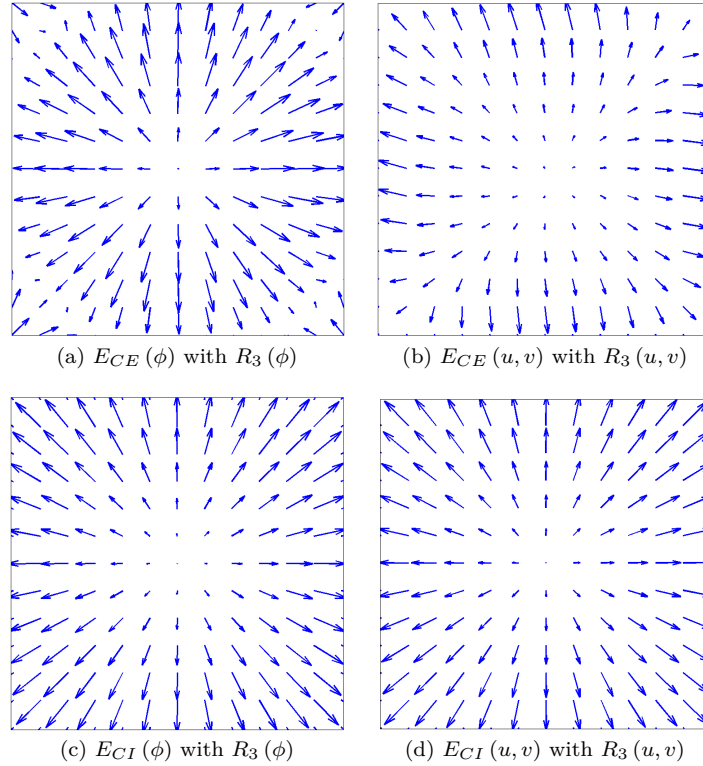 (a) E_{CE} (ϕ) with R_3 (ϕ)
(b) E_{CE} (u, v) with R_3 (u, v)
(c) E_{CI} (ϕ) with R_3 (ϕ)
(d) E_{CI} (u, v) with R_3 (u, v)